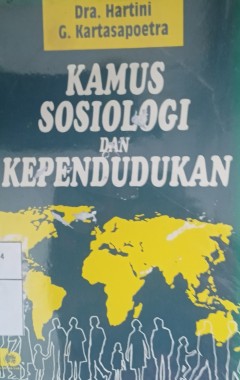 Dra. Hartini
G. Kartasapoetra
KAMUS
SOSIOLOGI
DAN
KEPENDUDUKAN